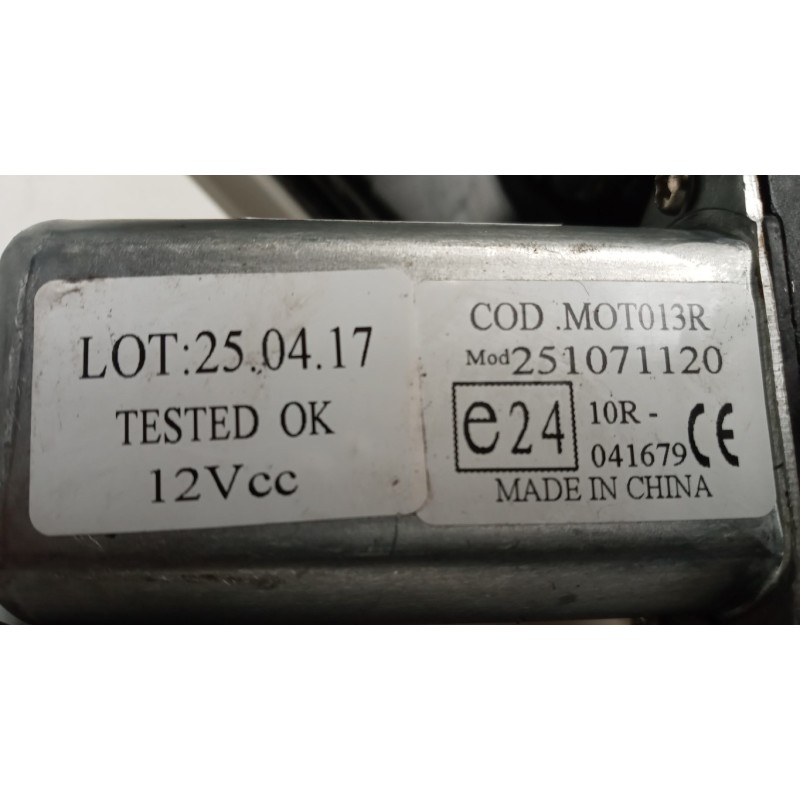 LOT:25.04.17
TESTED OK
12Vcc
COD .MOT013R
Mod251071120
e24 10R -
041679 CE
MADE IN CHINA